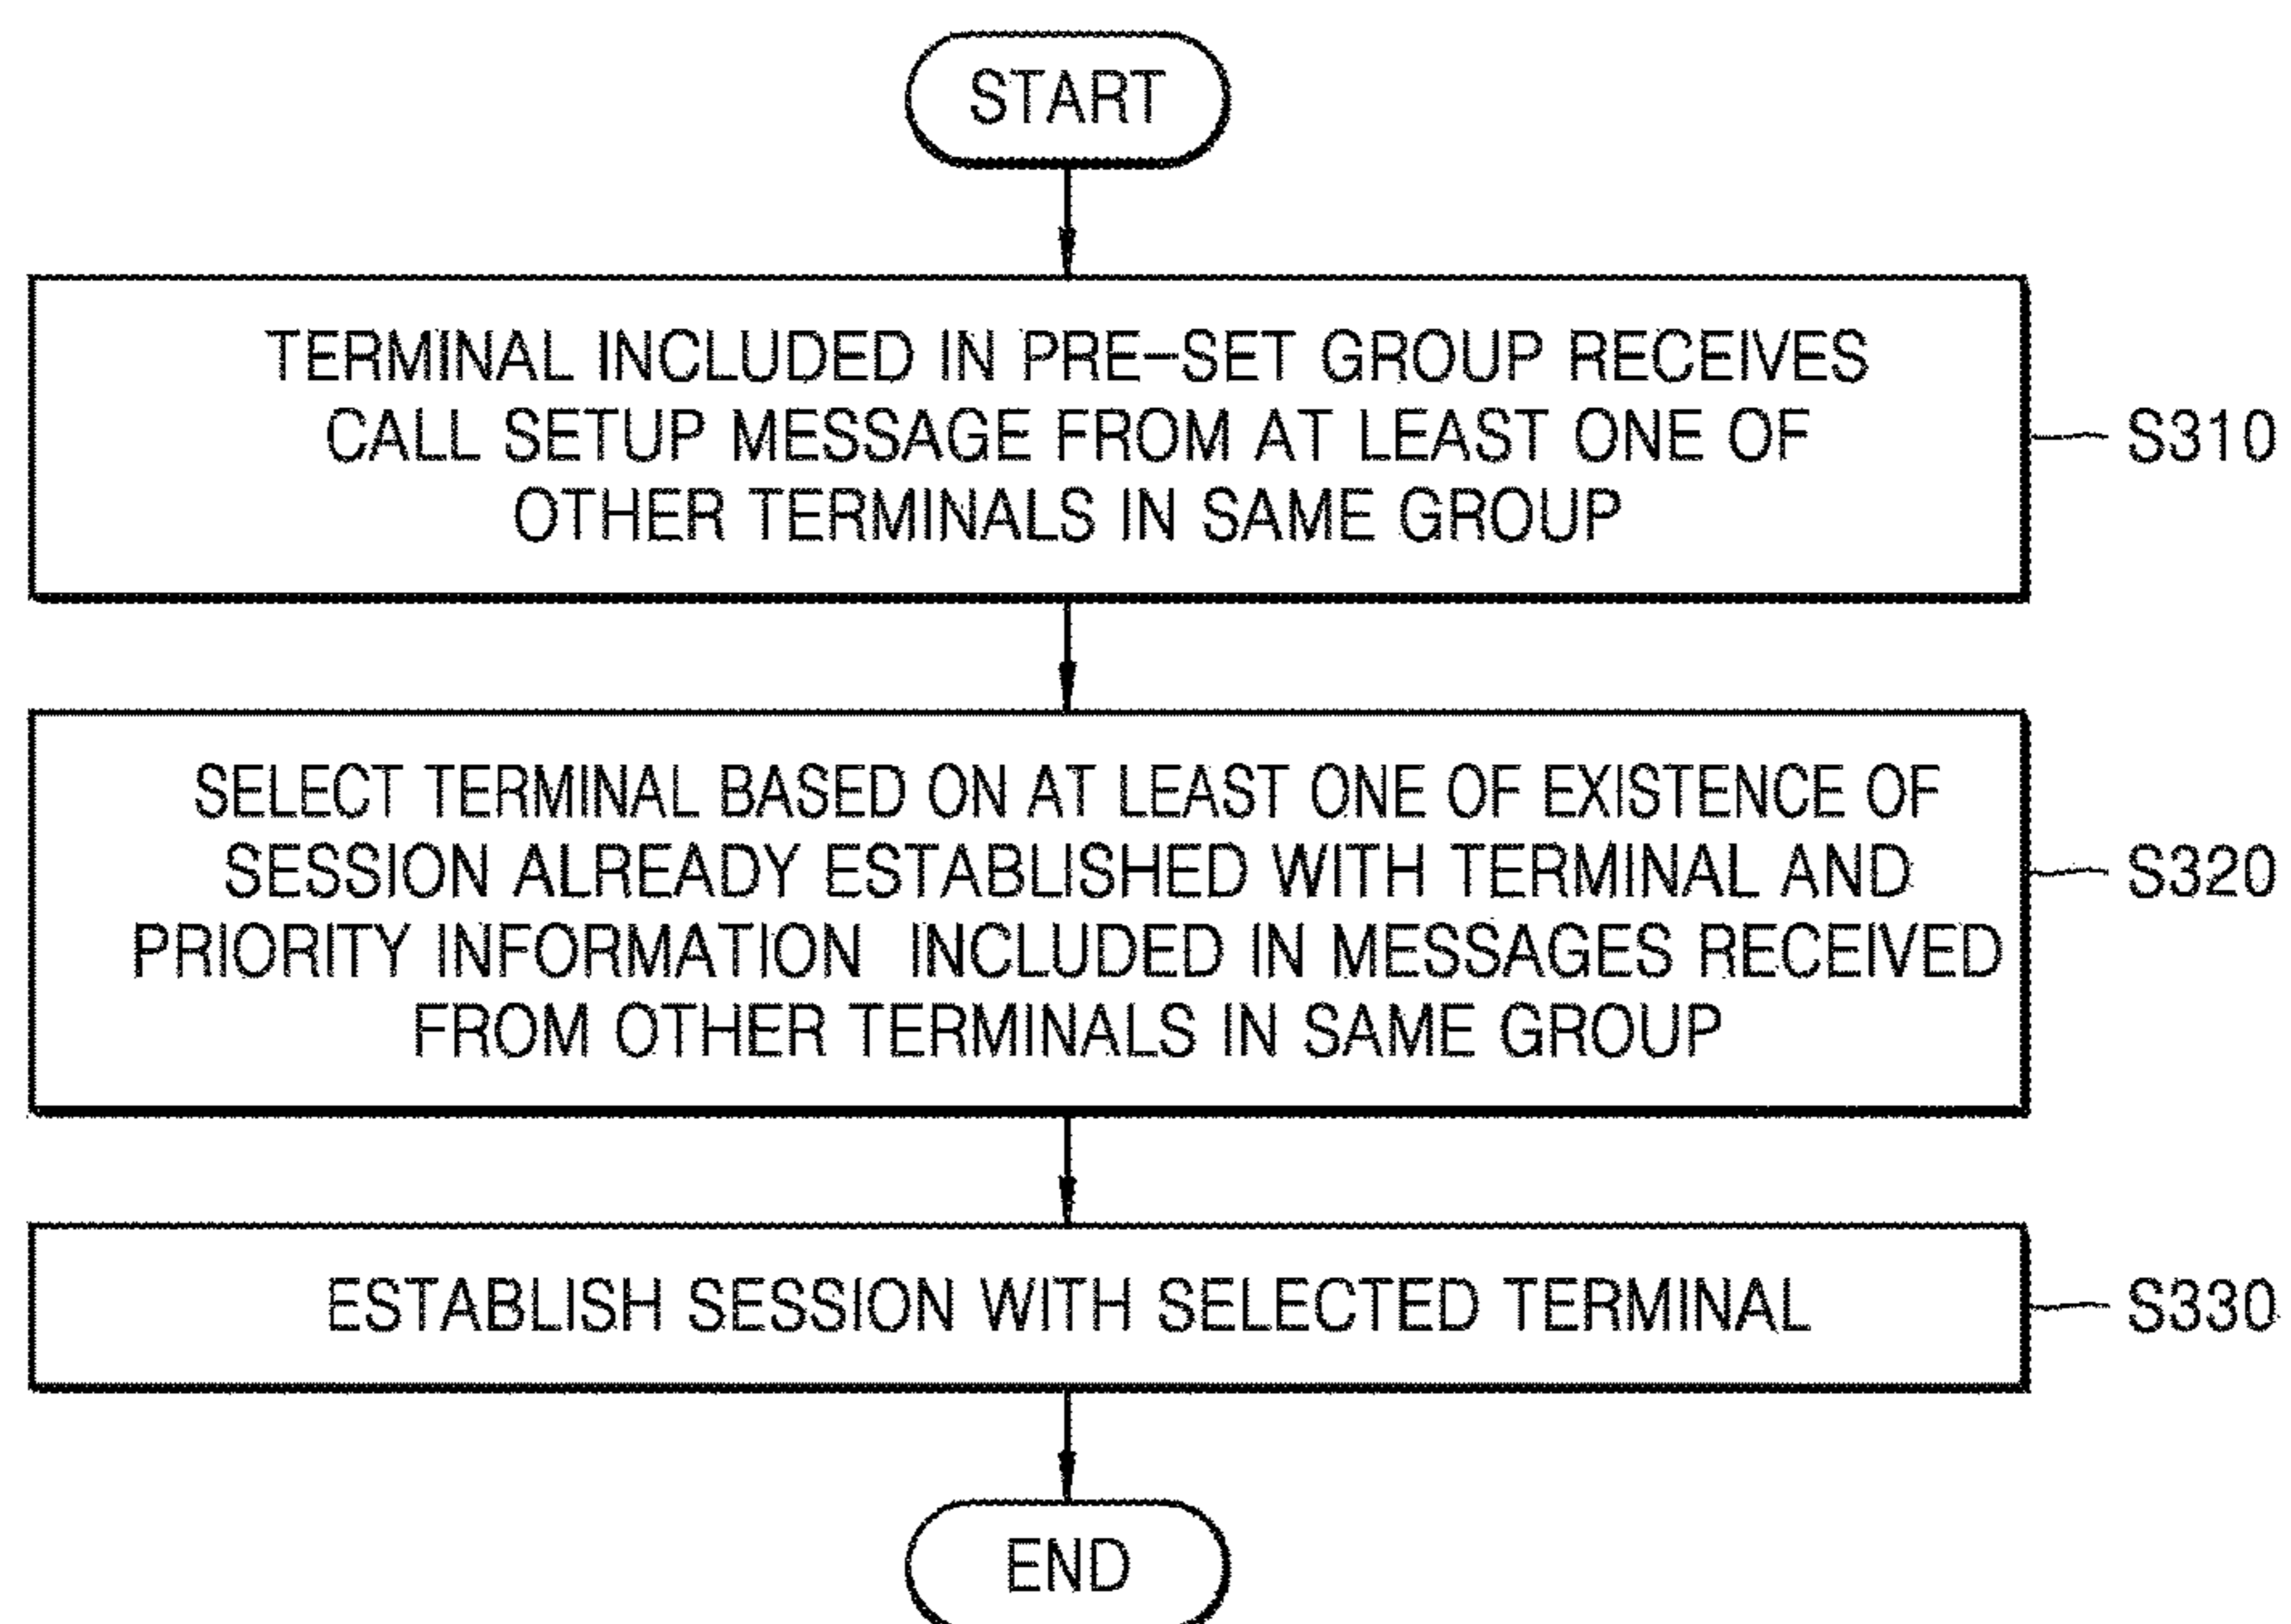 START
TERMINAL INCLUDED IN PRE-SET GROUP RECEIVES
CALL SETUP MESSAGE FROM AT LEAST ONE OF
OTHER TERMINALS IN SAME GROUP
S310
SELECT TERMINAL BASED ON AT LEAST ONE OF EXISTENCE OF
SESSION ALREADY ESTABLISHED WITH TERMINAL AND
PRIORITY INFORMATION INCLUDED IN MESSAGES RECEIVED
FROM OTHER TERMINALS IN SAME GROUP
S320
ESTABLISH SESSION WITH SELECTED TERMINAL
S330
END